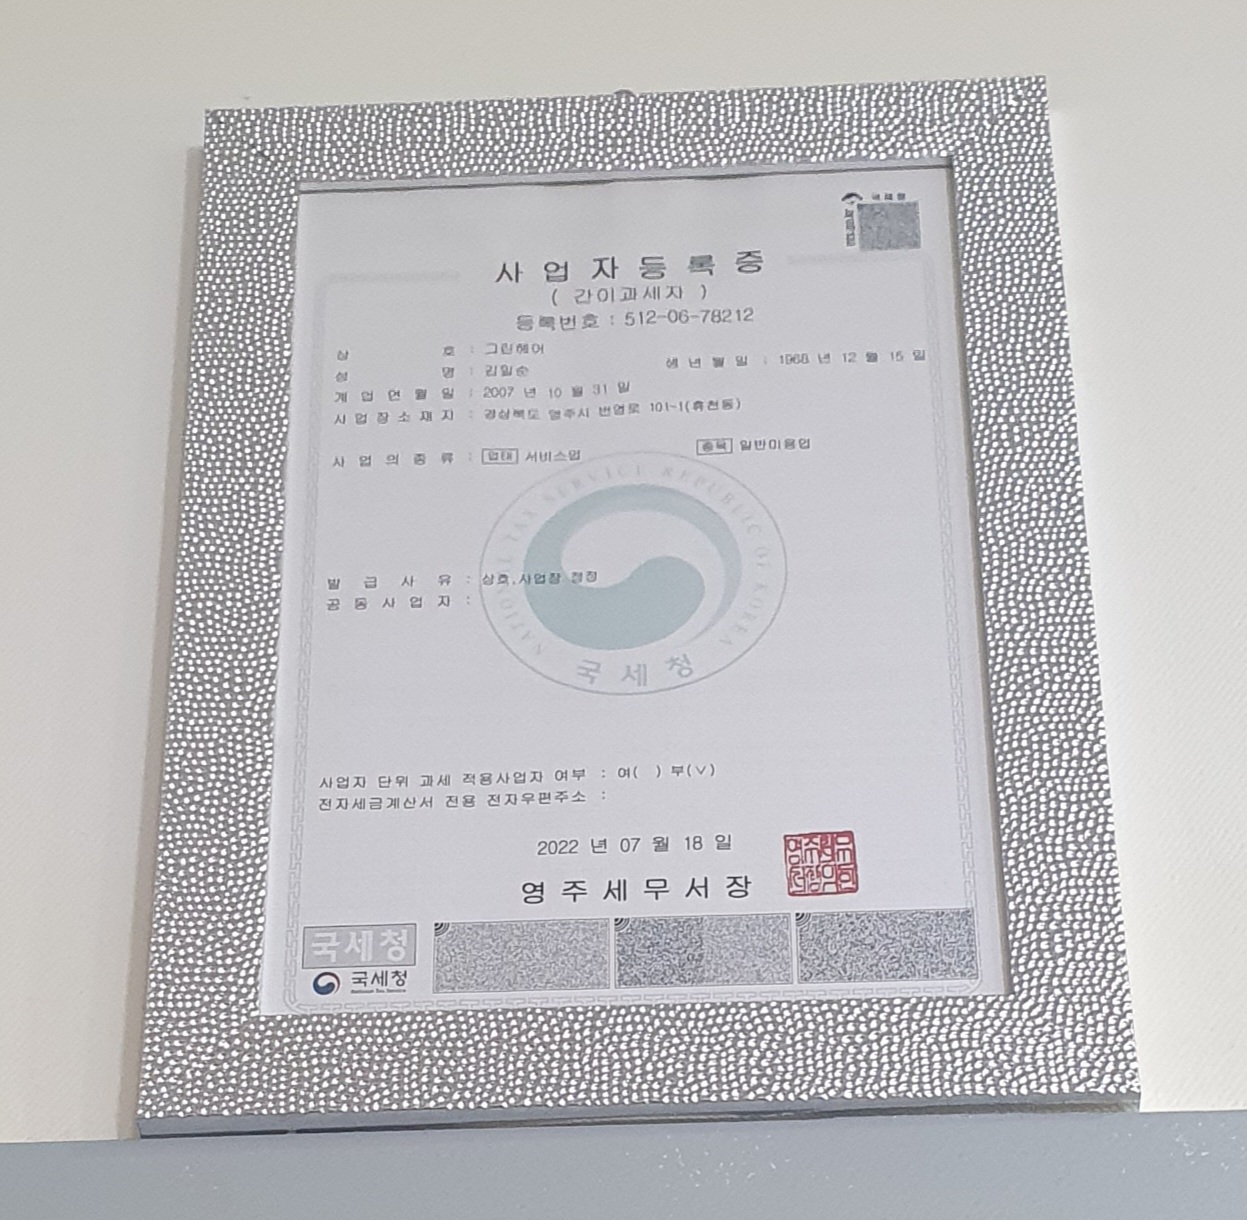 국세청
사업자등록증
( 간이과세자 )
등록번호 : 512-06-78212
상 호 : 그린헤어
성 명 : 김일순 생 년 월 일 : 1968 년 12 월 15 일
개 업 연 월 일 : 2007 년 10 월 31 일
사 업 장 소 재 지 : 경상북도 영주시 번영로 101-1(휴천동)
사 업 의 종 류 : 업태 서비스업 종목 일반미용업
NATIONAL TAX SERVICE REPUBLIC OF KOREA
발 급 사 유 : 상호,사업장 정정
공 동 사 업 자 :
국세청
사업자 단위 과세 적용사업자 여부 : 여( ) 부(∨)
전자세금계산서 전용 전자우편주소 :
2022 년 07 월 18 일
영 주 세 무 서 장
국세청
국세청
National Tax Service